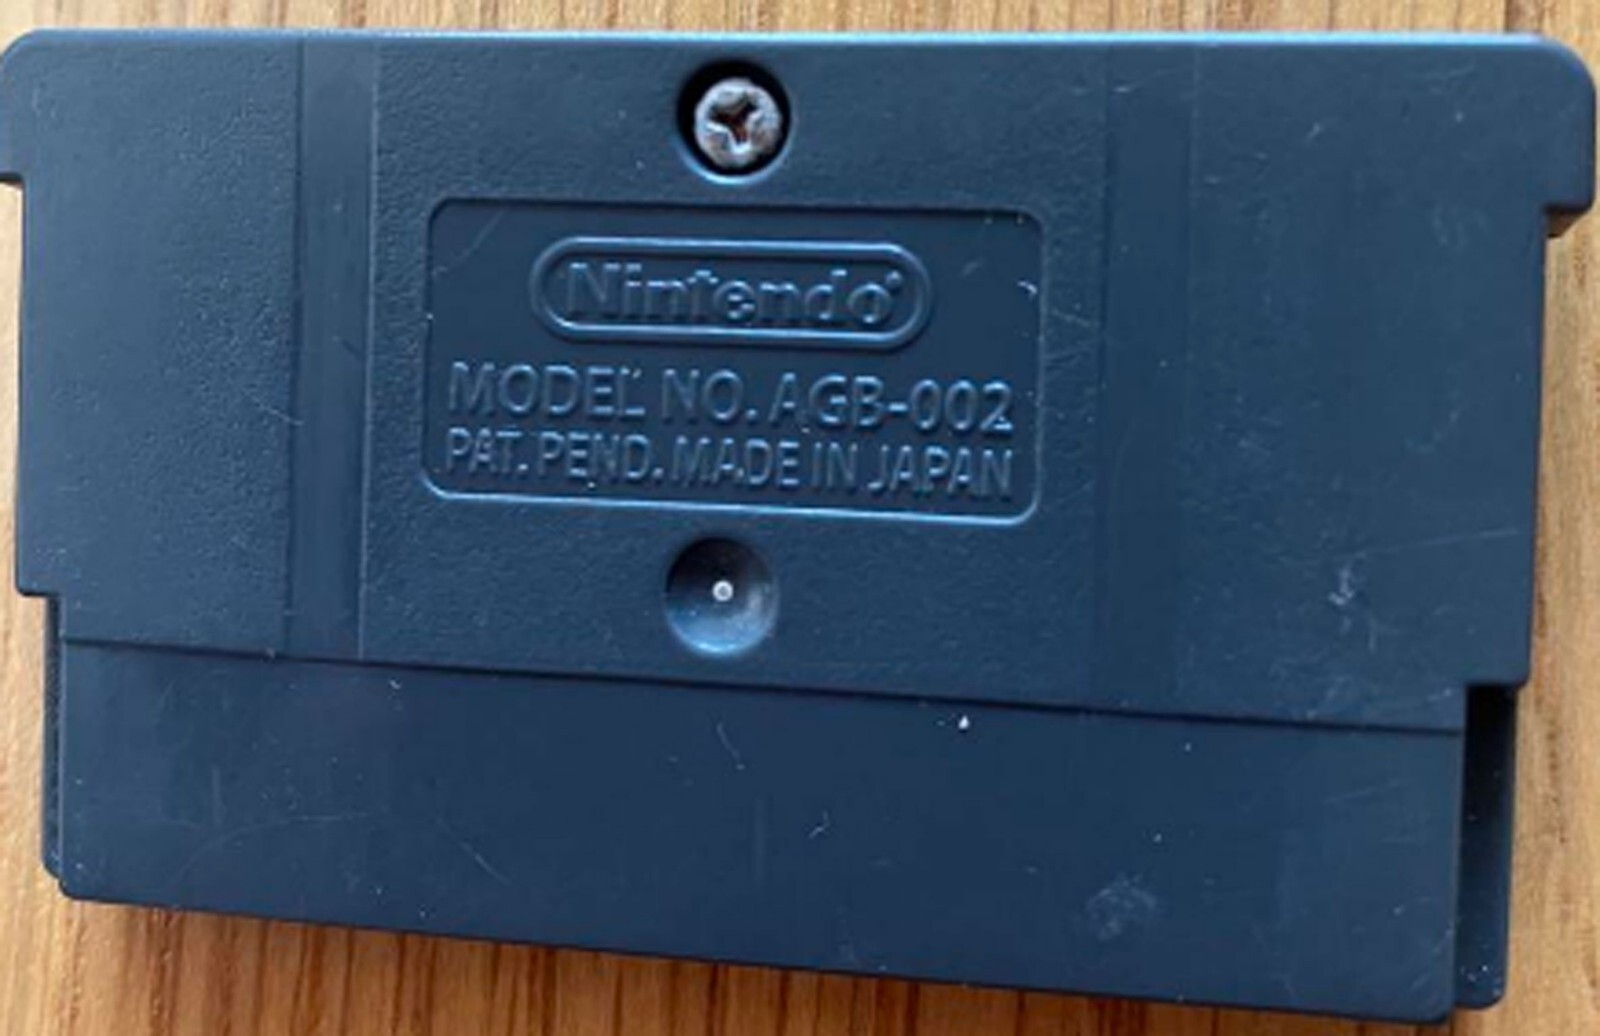 Nintendo
MODEL NO. AGB-002
PAT. PEND. MADE IN JAPAN